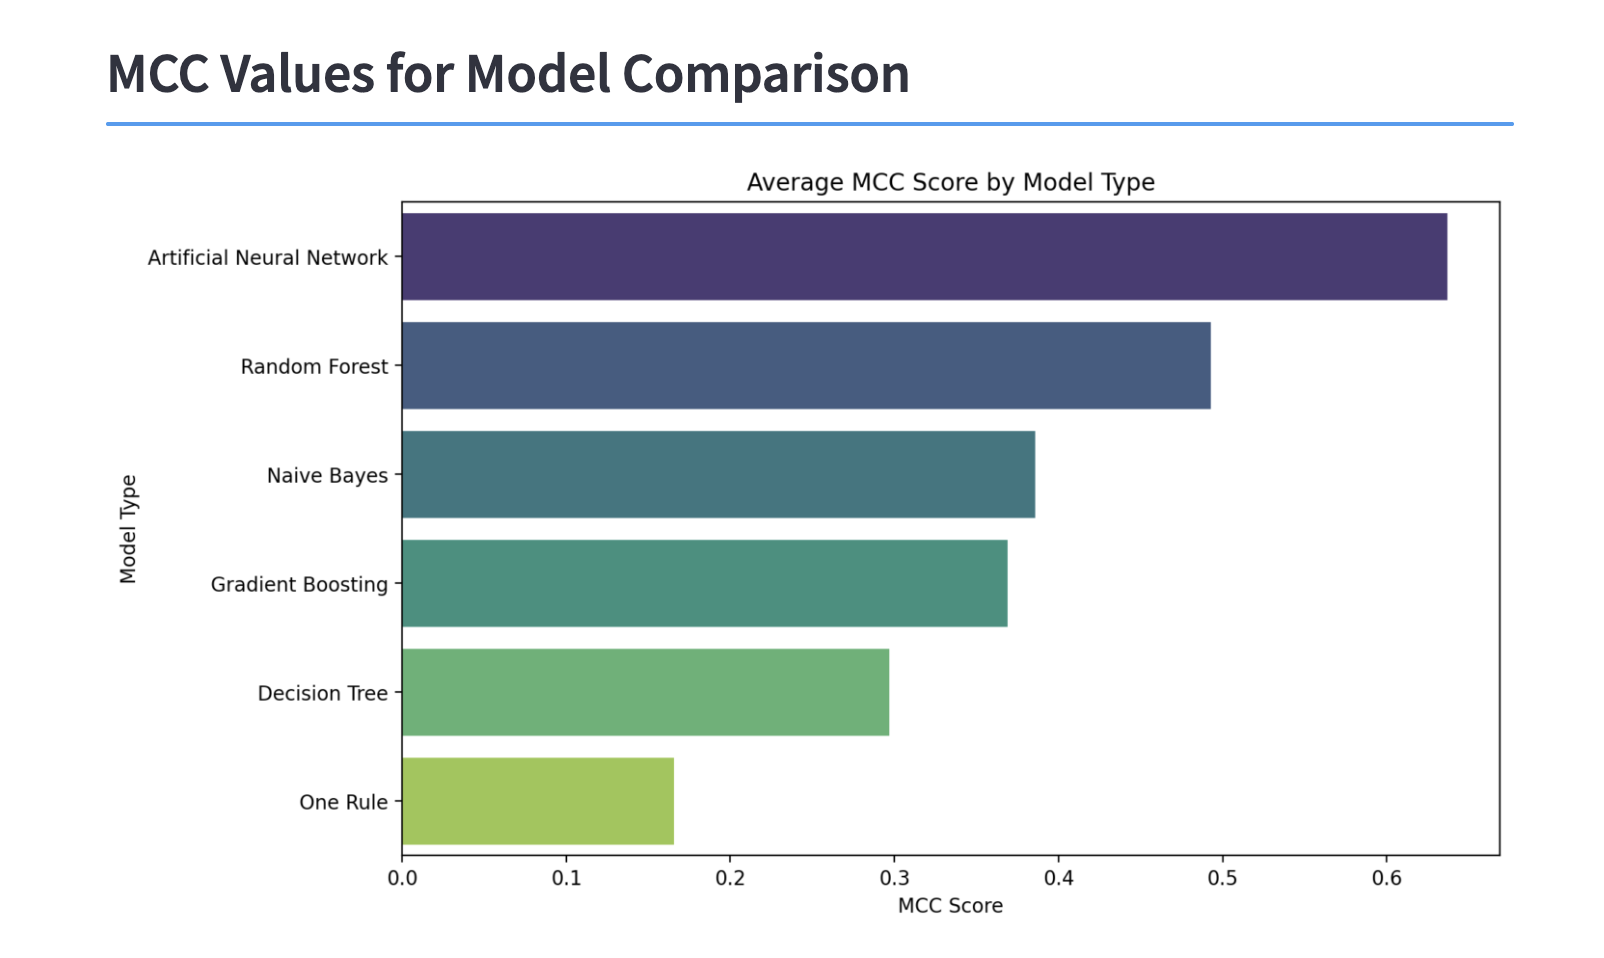 MCC Values for Model Comparison
Average MCC Score by Model Type
Model Type
Artificial Neural Network
Random Forest
Naive Bayes
Gradient Boosting
Decision Tree
One Rule
0.0 0.1 0.2 0.3 0.4 0.5 0.6
MCC Score